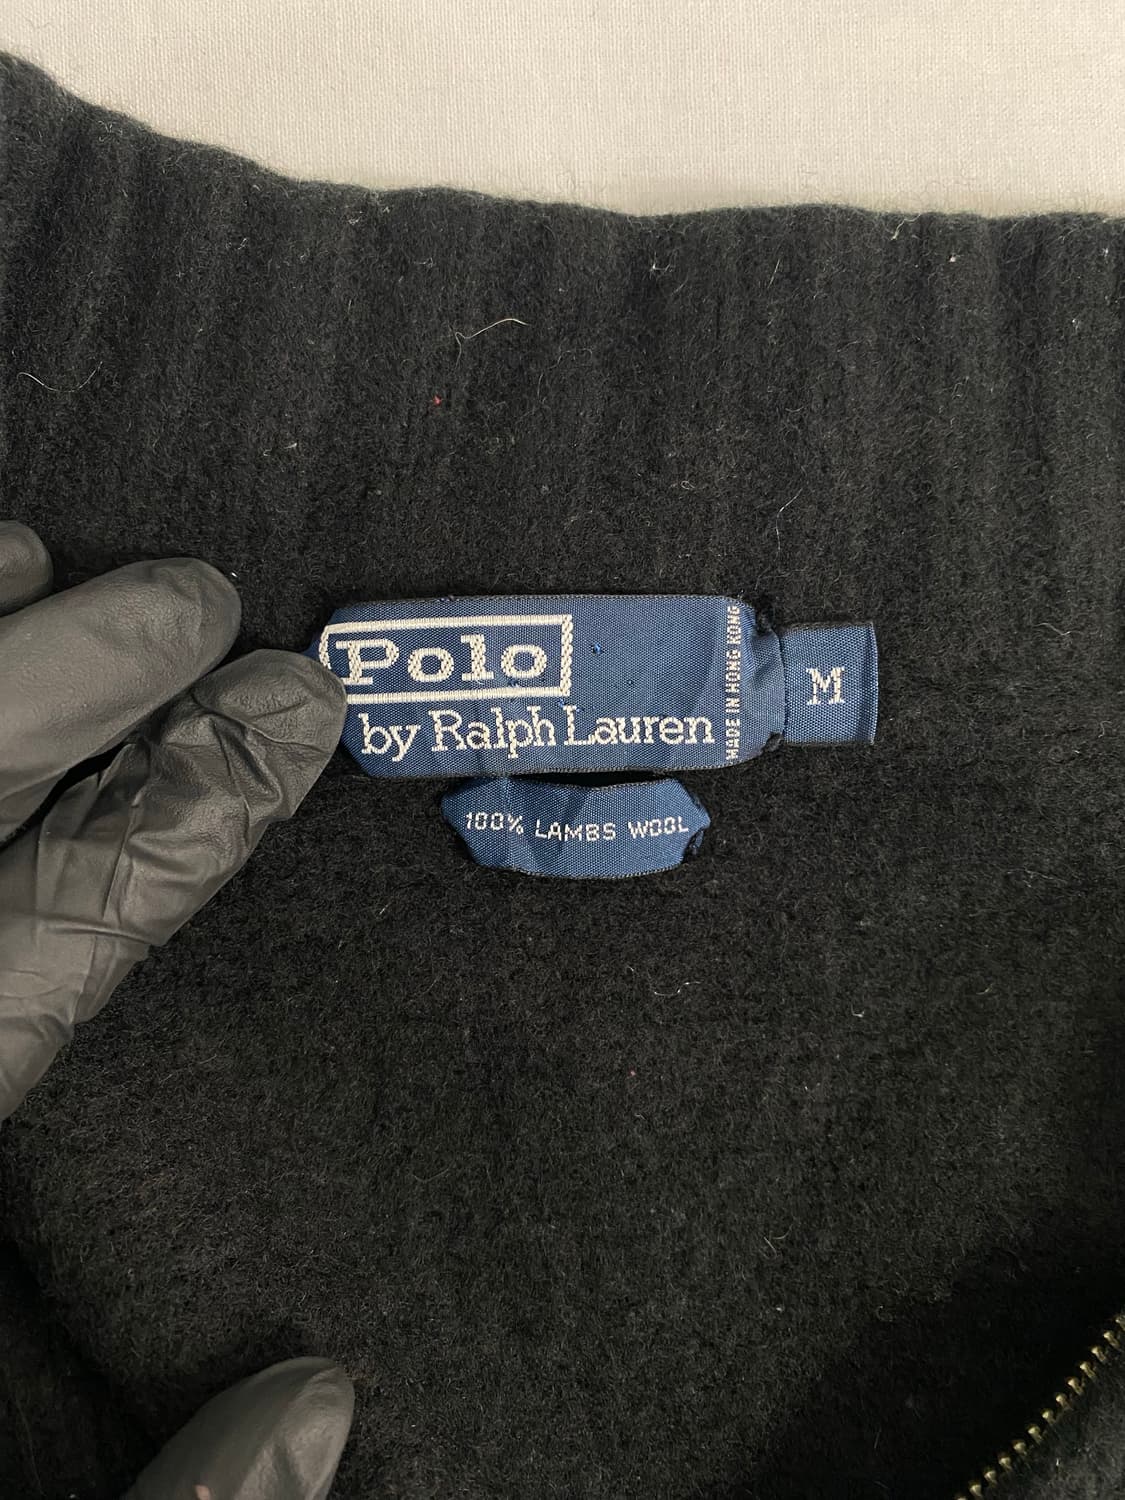 Polo
by Ralph Lauren
MADE IN HONG KONG
M
100% LAMBS WOOL